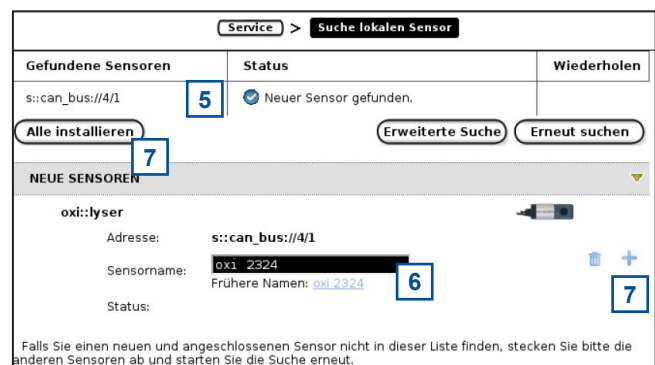 Service > Suche lokalen Sensor
Gefundene Sensoren Status Wiederholen
s::can_bus://4/1 5 Neuer Sensor gefunden.
Alle installieren Erweiterte Suche Erneut suchen
7
NEUE SENSOREN
oxi::lyser
Adresse: s::can_bus://4/1
Sensorname: oxi 2324
Frühere Namen: oxi 2324 6 7
Status:
Falls Sie einen neuen und angeschlossenen Sensor nicht in dieser Liste finden, stecken Sie bitte die
anderen Sensoren ab und starten Sie die Suche erneut.